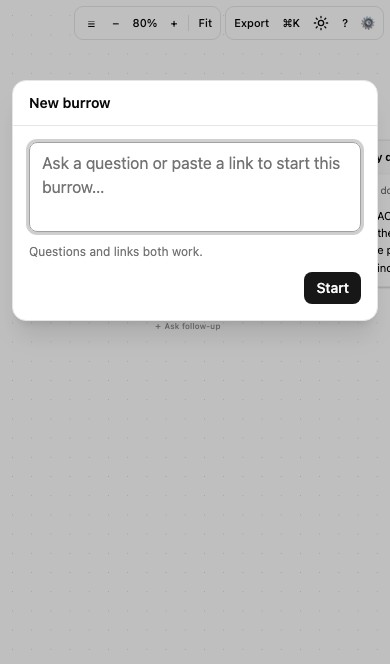 80%
Fit
Export
⌘K
?
New burrow
Ask a question or paste a link to start this
burrow...
Questions and links both work.
Start
+ Ask follow-up